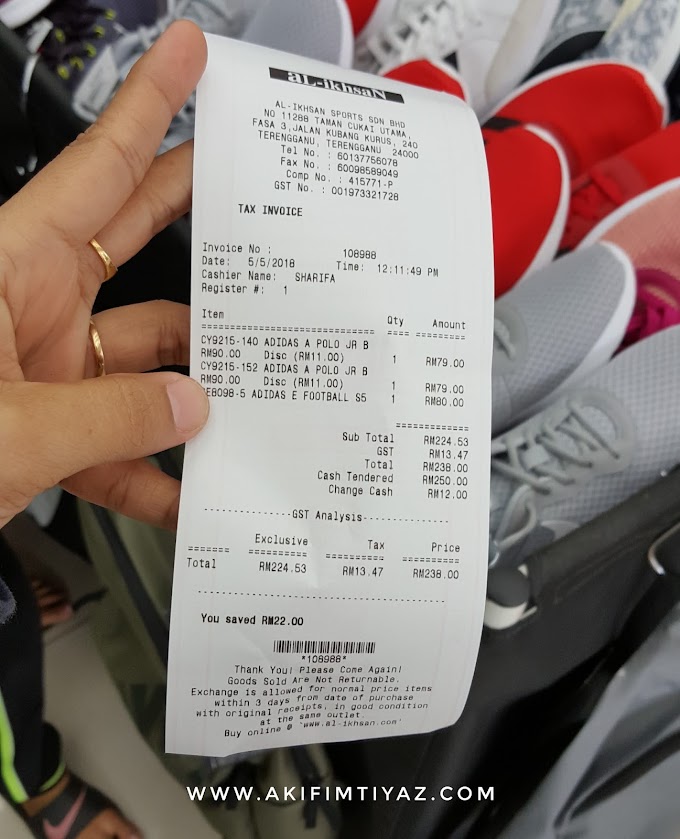 aL-ikhsaN
AL-IKHSAN SPORTS SDN BHD
NO 11288 TAMAN CUKAI UTAMA,
FASA 3,JALAN KUBANG KURUS, 240
TERENGGANU, TERENGGANU  24000
Tel No. : 60137756078
Fax No. : 60098589049
Comp No. : 415771-P
GST No. : 001973321728
TAX INVOICE
Invoice No : 108988
Date: 5/5/2018 Time: 12:11:49 PM
Cashier Name: SHARIFA
Register #: 1
Item Qty Amount
CY9215-140 ADIDAS A POLO JR B
RM90.00 Disc (RM11.00) 1 RM79.00
CY9215-152 ADIDAS A POLO JR B
RM90.00 Disc (RM11.00) 1 RM79.00
EB098-5 ADIDAS E FOOTBALL S5 1 RM80.00
Sub Total RM224.53
GST RM13.47
Total RM238.00
Cash Tendered RM250.00
Change Cash RM12.00
GST Analysis
Exclusive Tax Price
Total RM224.53 RM13.47 RM238.00
You saved RM22.00
*108988*
Thank You! Please Come Again!
Goods Sold Are Not Returnable.
Exchange is allowed for normal price items
within 3 days from date of purchase
with original receipts, in good condition
at the same outlet.
Buy online @ 'www.al-ikhsan.com'
WWW.AKIFIMTIYAZ.COM